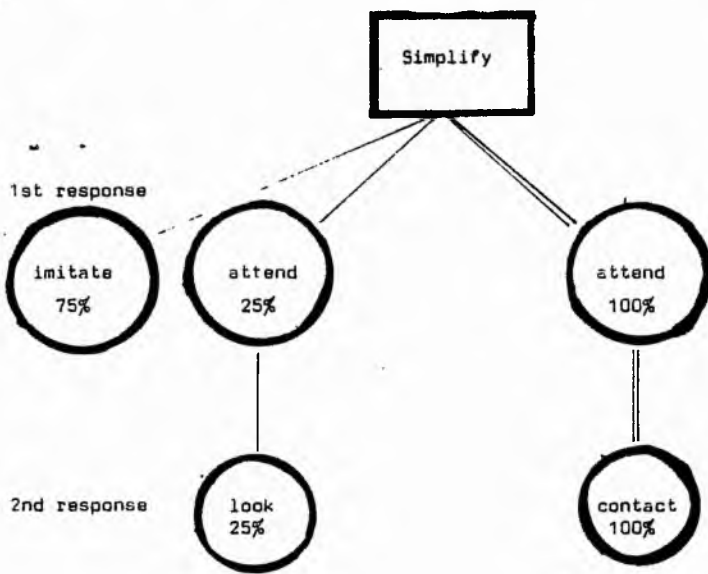 Simplify
1st response
imitate
75%
attend
25%
attend
100%
2nd response
look
25%
contact
100%